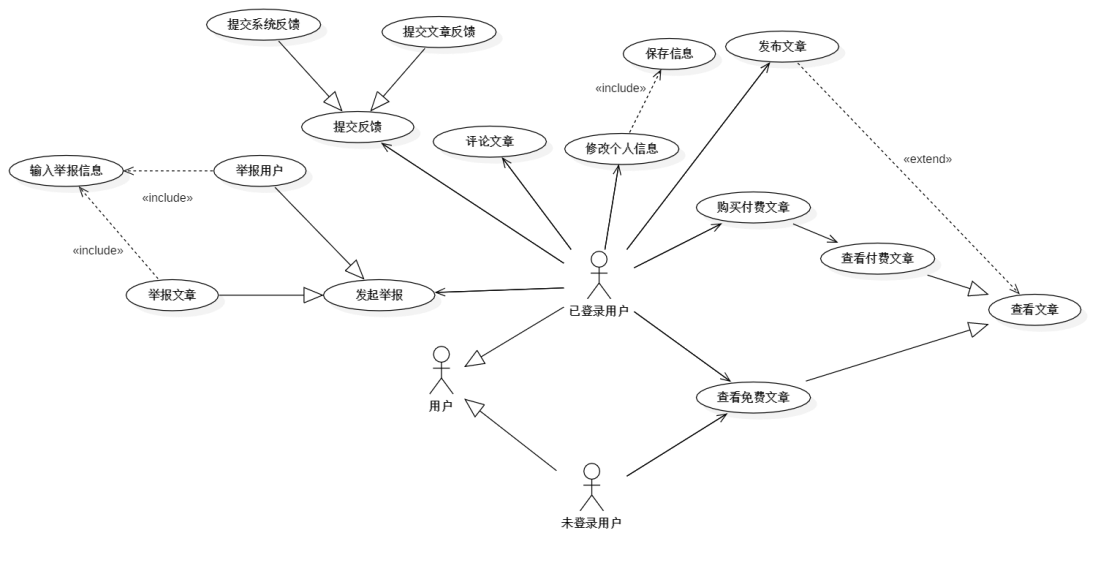 提交系统反馈
提交文章反馈
发布文章
保存信息
«include»
提交反馈
评论文章
修改个人信息
«extend»
输入举报信息
举报用户
«include»
购买付费文章
«include»
查看付费文章
举报文章
发起举报
已登录用户
查看文章
用户
查看免费文章
未登录用户